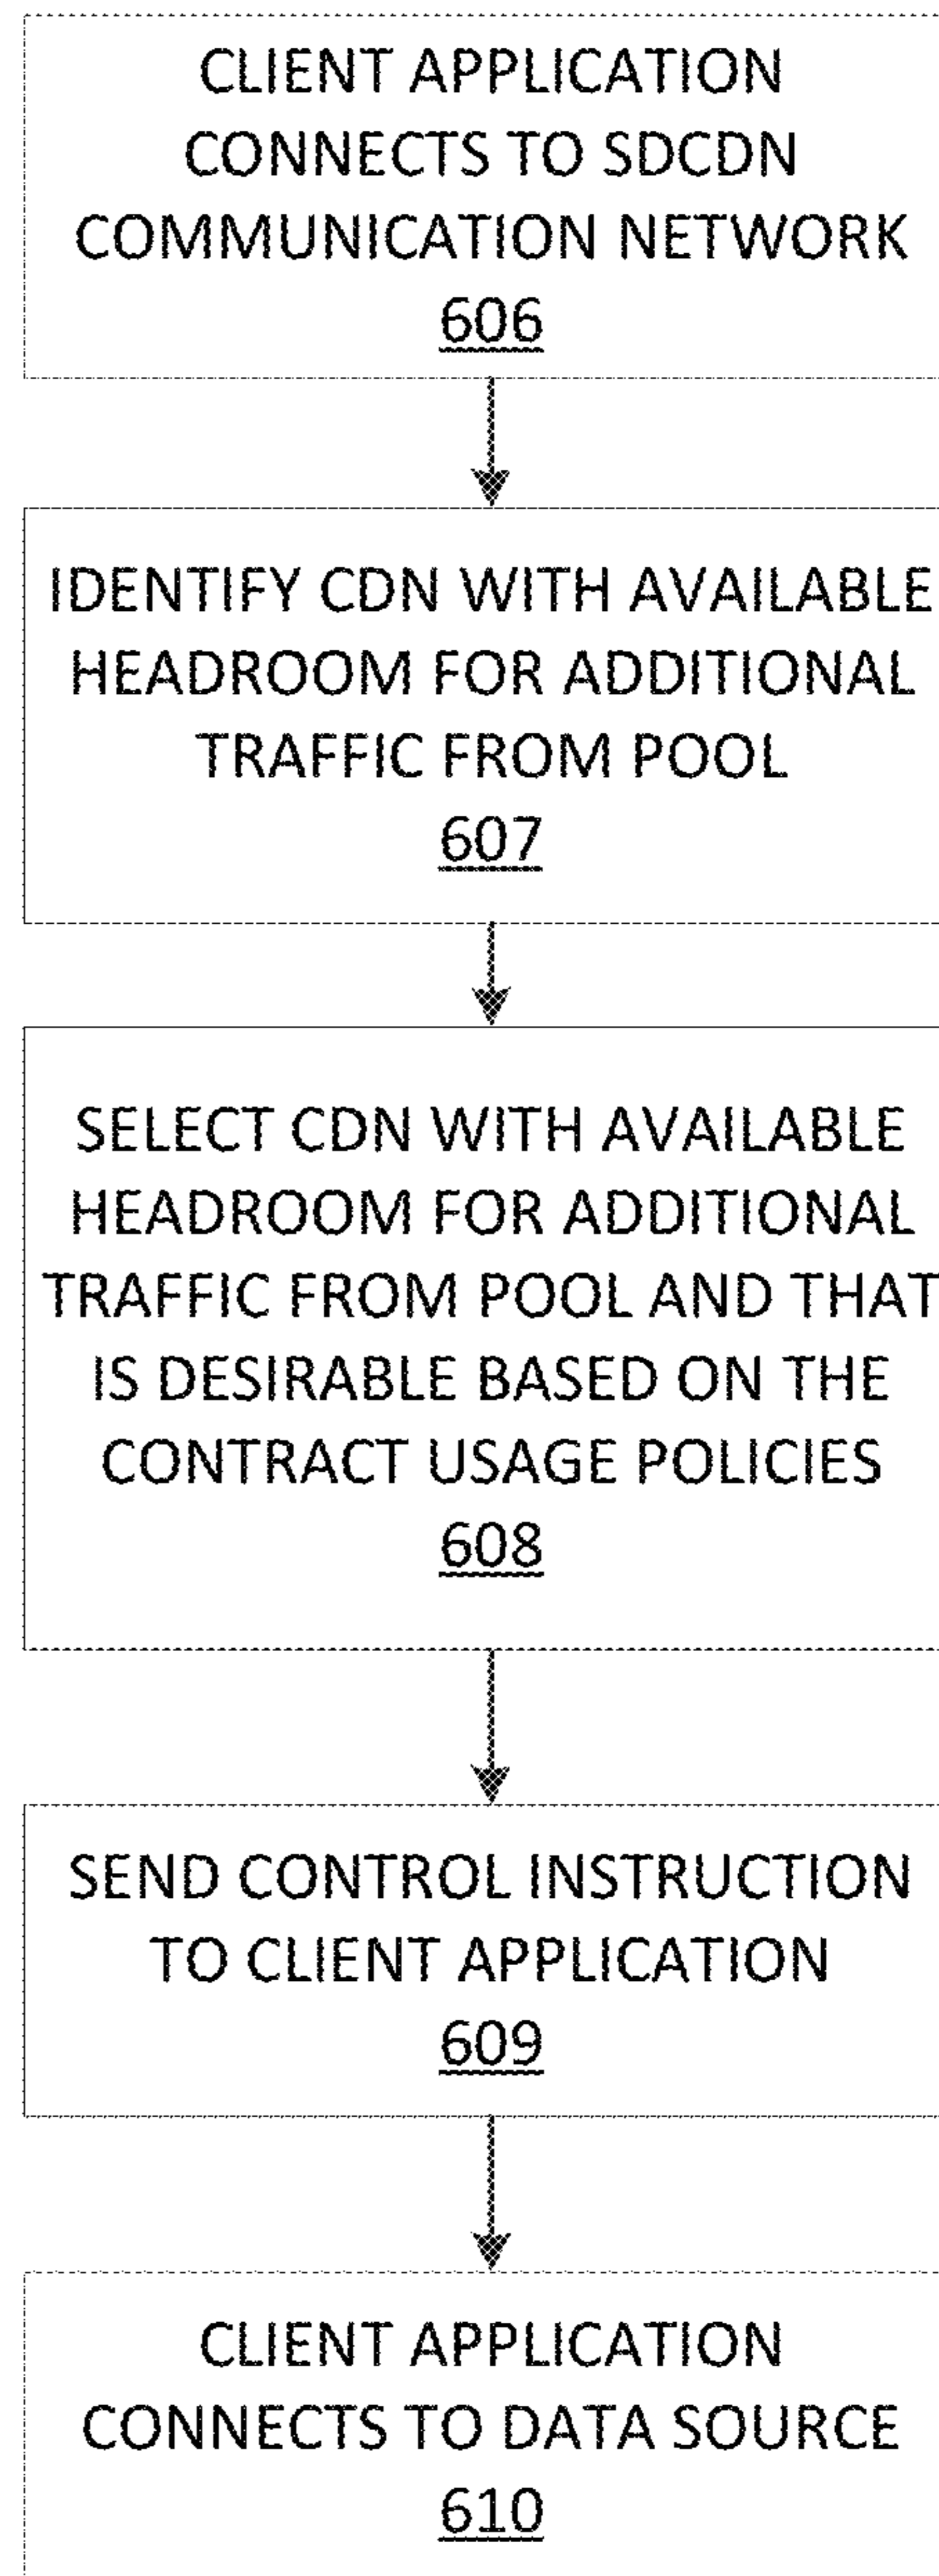 CLIENT APPLICATION
CONNECTS TO SDCDN
COMMUNICATION NETWORK
606
IDENTIFY CDN WITH AVAILABLE
HEADROOM FOR ADDITIONAL
TRAFFIC FROM POOL
607
SELECT CDN WITH AVAILABLE
HEADROOM FOR ADDITIONAL
TRAFFIC FROM POOL AND THAT
IS DESIRABLE BASED ON THE
CONTRACT USAGE POLICIES
608
SEND CONTROL INSTRUCTION
TO CLIENT APPLICATION
609
CLIENT APPLICATION
CONNECTS TO DATA SOURCE
610